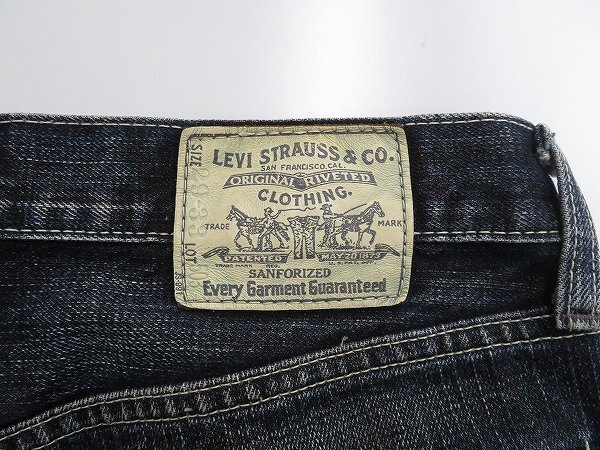 LEVI STRAUSS & CO.
SAN FRANCISCO, CAL.
ORIGINAL RIVETED
CLOTHING.
TRADE MARK
PATENTED MAY 20 1873
SANFORIZED
Every Garment Guaranteed
SIZE
LOT